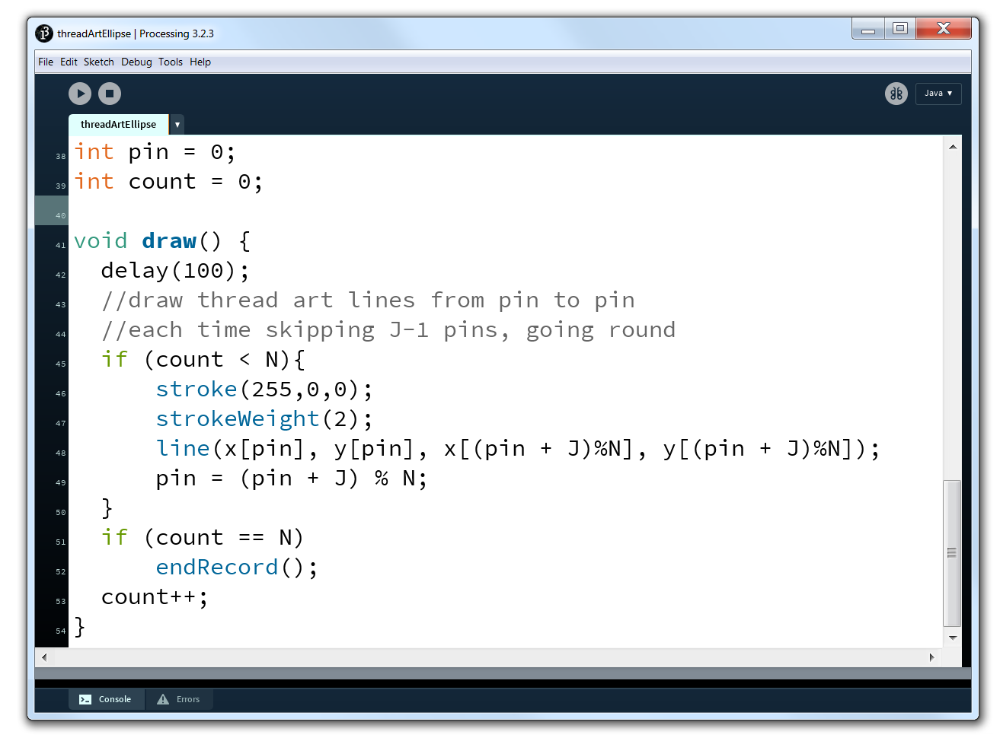 threadArtEllipse | Processing 3.2.3
File Edit Sketch Debug Tools Help
Java ▼
threadArtEllipse ▼
38 int pin = 0;
39 int count = 0;
40
41 void draw() {
42   delay(100);
43   //draw thread art lines from pin to pin
44   //each time skipping J-1 pins, going round
45   if (count < N){
46       stroke(255,0,0);
47       strokeWeight(2);
48       line(x[pin], y[pin], x[(pin + J)%N], y[(pin + J)%N]);
49       pin = (pin + J) % N;
50   }
51   if (count == N)
52       endRecord();
53   count++;
54 }
Console Errors